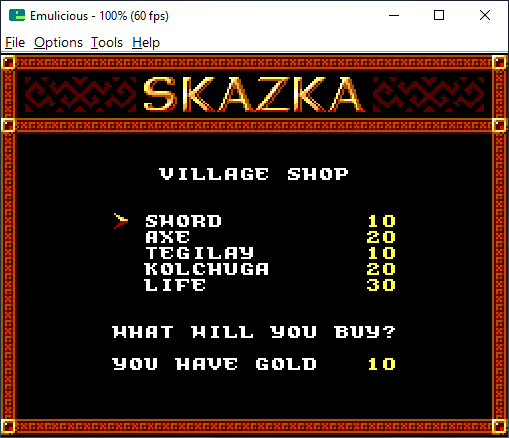 Emulicious - 100% (60 fps)
File Options Tools Help
SKAZKA
VILLAGE SHOP
SWORD 10
AXE 20
TEGILAY 10
KOLCHUGA 20
LIFE 30
WHAT WILL YOU BUY?
YOU HAVE GOLD 10